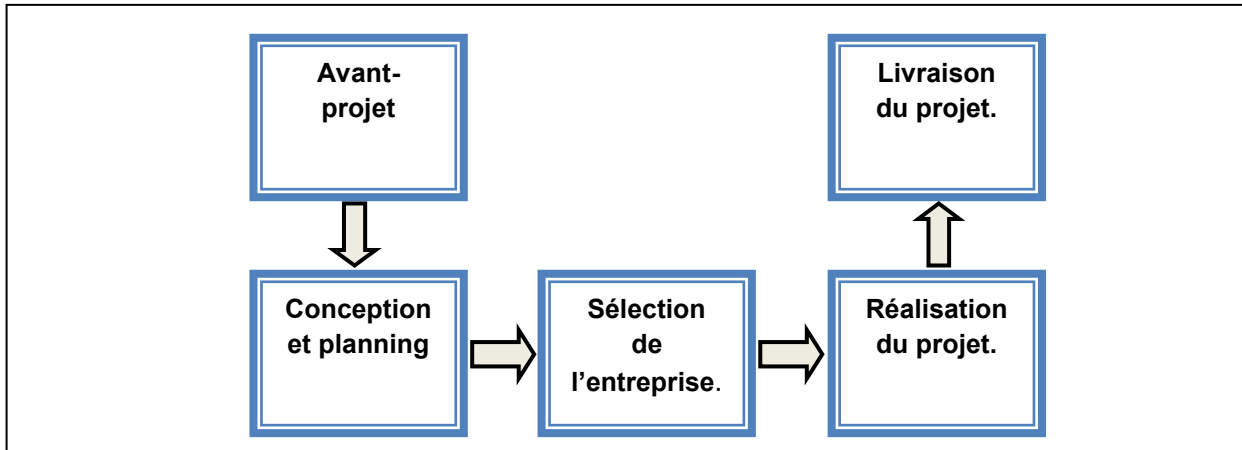 Avant-
projet
Conception
et planning
Sélection
de
l’entreprise.
Réalisation
du projet.
Livraison
du projet.